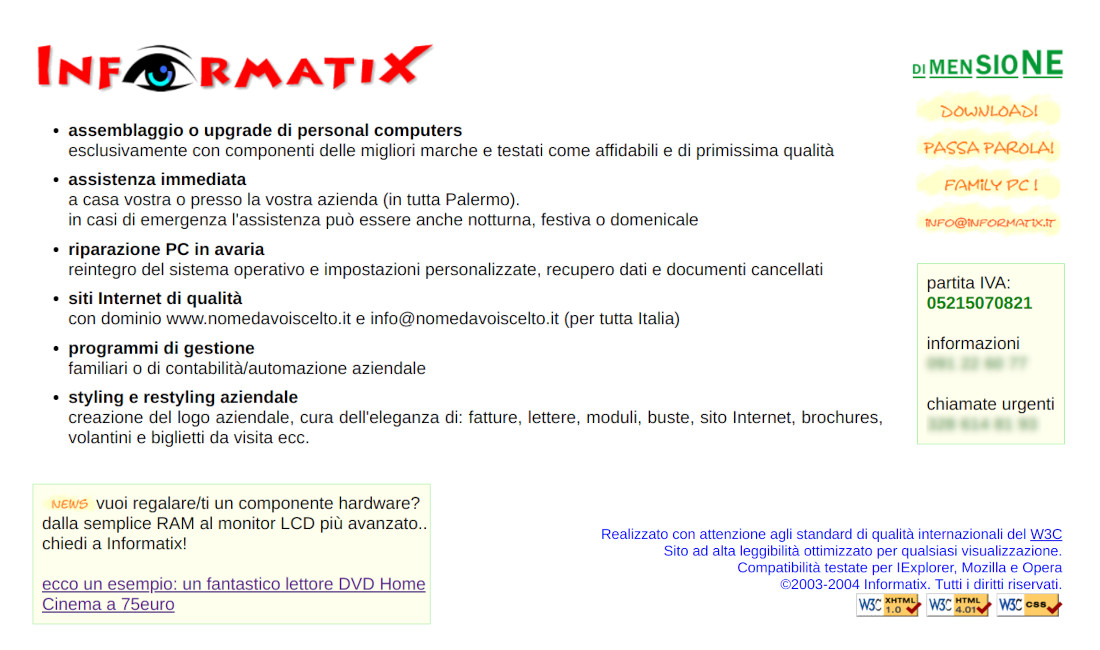 INFORMATIX
• assemblaggio o upgrade di personal computers
esclusivamente con componenti delle migliori marche e testati come affidabili e di primissima qualità
• assistenza immediata
a casa vostra o presso la vostra azienda (in tutta Palermo).
in casi di emergenza l'assistenza può essere anche notturna, festiva o domenicale
• riparazione PC in avaria
reintegro del sistema operativo e impostazioni personalizzate, recupero dati e documenti cancellati
• siti Internet di qualità
con dominio www.nomedavoiscelto.it e info@nomedavoiscelto.it (per tutta Italia)
• programmi di gestione
familiari o di contabilità/automazione aziendale
• styling e restyling aziendale
creazione del logo aziendale, cura dell'eleganza di: fatture, lettere, moduli, buste, sito Internet, brochures,
volantini e biglietti da visita ecc.
DIMENSIONE
DOWNLOAD!
PASSA PAROLA!
FAMILY PC!
INFO@INFORMATIX.IT
partita IVA:
05215070821
informazioni
chiamate urgenti
NEWS vuoi regalare/ti un componente hardware?
dalla semplice RAM al monitor LCD più avanzato..
chiedi a Informatix!
ecco un esempio: un fantastico lettore DVD Home
Cinema a 75euro
Realizzato con attenzione agli standard di qualità internazionali del W3C
Sito ad alta leggibilità ottimizzato per qualsiasi visualizzazione.
Compatibilità testate per IExplorer, Mozilla e Opera
©2003-2004 Informatix. Tutti i diritti riservati.
W3C XHTML 1.0 W3C HTML 4.01 W3C CSS